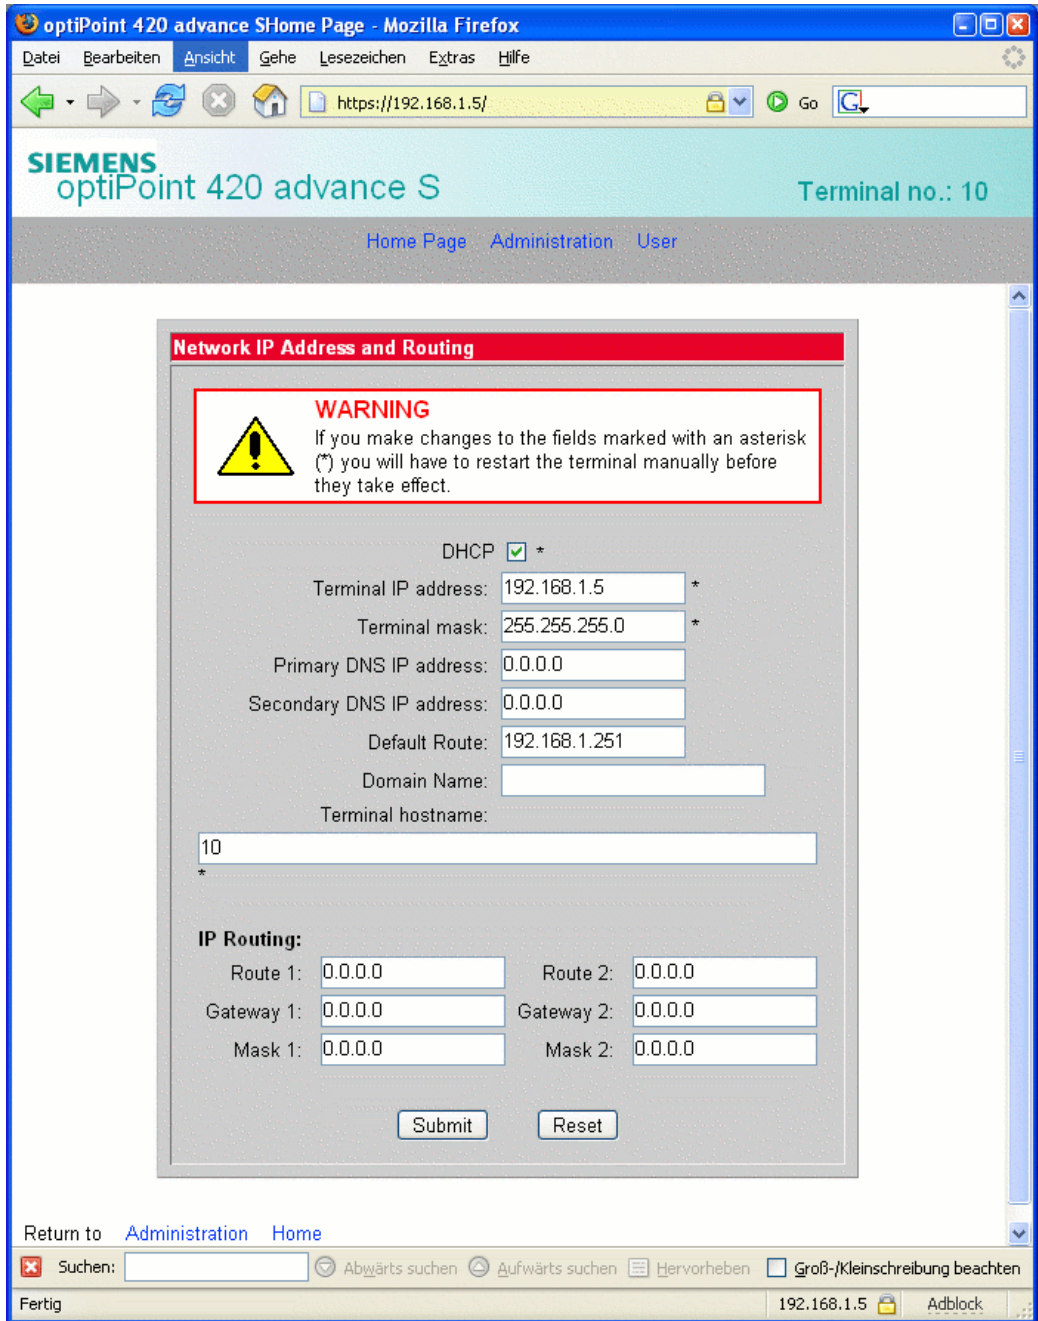 optiPoint 420 advance SHome Page - Mozilla Firefox
Datei Bearbeiten Ansicht Gehe Lesezeichen Extras Hilfe
https://192.168.1.5/ Go G
SIEMENS
optiPoint 420 advance S
Terminal no.: 10
Home Page Administration User
Network IP Address and Routing
WARNING
If you make changes to the fields marked with an asterisk
(*) you will have to restart the terminal manually before
they take effect.
DHCP *
Terminal IP address: 192.168.1.5 *
Terminal mask: 255.255.255.0 *
Primary DNS IP address: 0.0.0.0
Secondary DNS IP address: 0.0.0.0
Default Route: 192.168.1.251
Domain Name:
Terminal hostname:
10
*
IP Routing:
Route 1: 0.0.0.0 Route 2: 0.0.0.0
Gateway 1: 0.0.0.0 Gateway 2: 0.0.0.0
Mask 1: 0.0.0.0 Mask 2: 0.0.0.0
Submit Reset
Return to Administration Home
Suchen: Abwärts suchen Aufwärts suchen Hervorheben Groß-/Kleinschreibung beachten
Fertig 192.168.1.5 Adblock